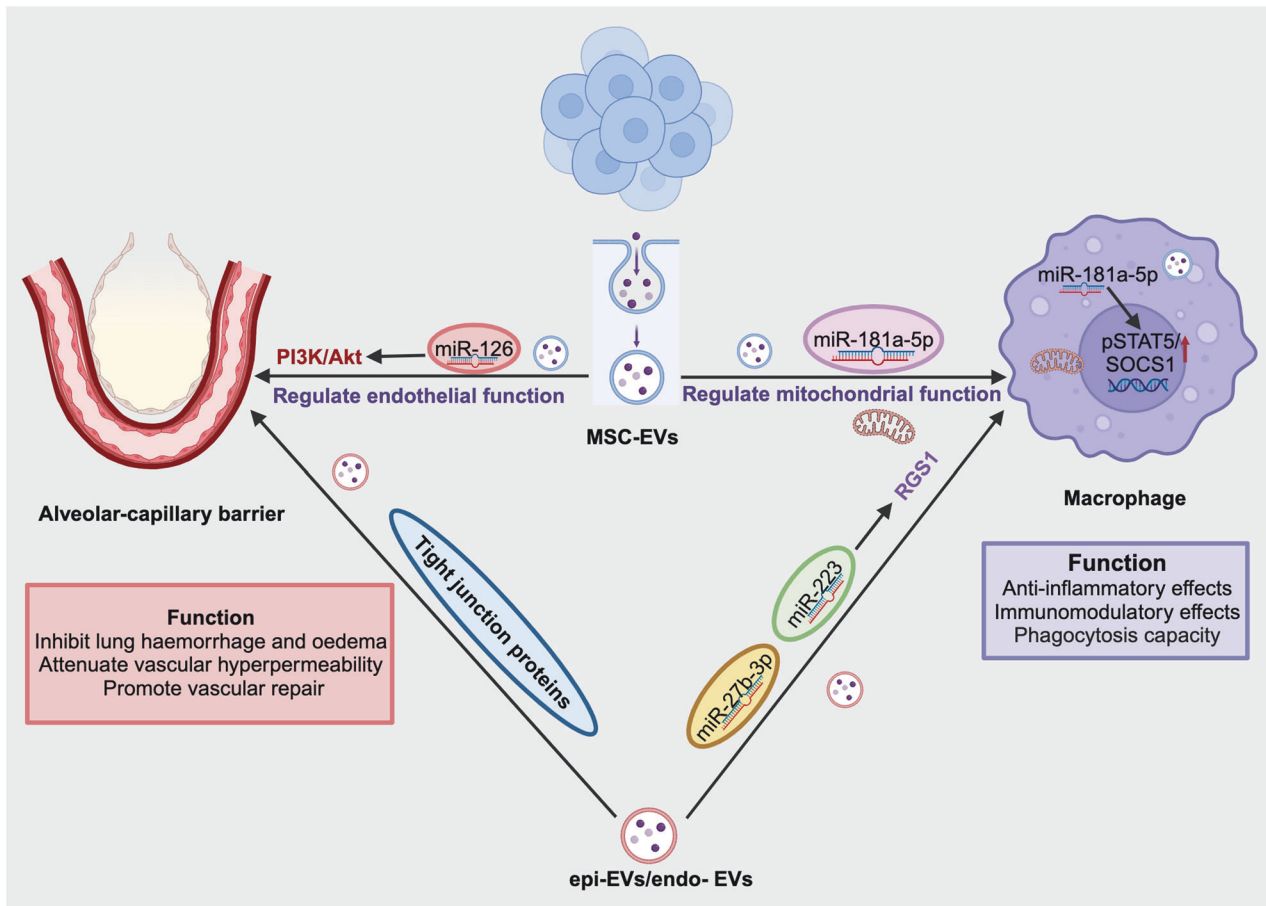 miR-181a-5p
pSTAT5/
SOCS1
PI3K/Akt
miR-126
miR-181a-5p
Regulate endothelial function
Regulate mitochondrial function
MSC-EVs
RGS1
Alveolar-capillary barrier
Macrophage
Tight junction proteins
miR-223
miR-27b-3p
Function
Inhibit lung haemorrhage and oedema
Attenuate vascular hyperpermeability
Promote vascular repair
Function
Anti-inflammatory effects
Immunomodulatory effects
Phagocytosis capacity
epi-EVs/endo- EVs